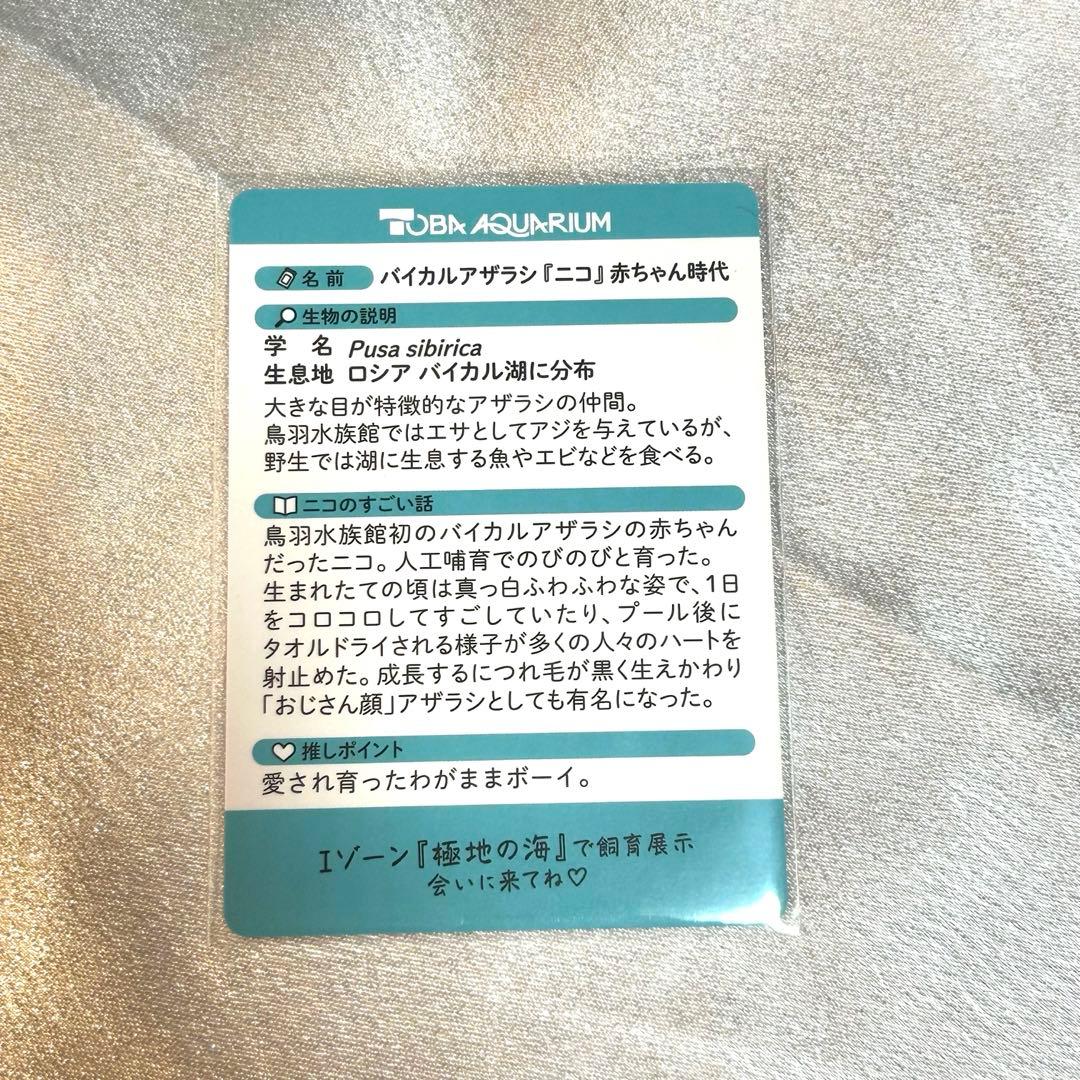 TOBA AQUARIUM
名前 バイカルアザラシ『ニコ』赤ちゃん時代
生物の説明
学 名 Pusa sibirica
生息地 ロシア バイカル湖に分布
大きな目が特徴的なアザラシの仲間。
鳥羽水族館ではエサとしてアジを与えているが、
野生では湖に生息する魚やエビなどを食べる。
ニコのすごい話
鳥羽水族館初のバイカルアザラシの赤ちゃん
だったニコ。人工哺育でのびのびと育った。
生まれたての頃は真っ白ふわふわな姿で、1日
をコロコロしてすごしていたり、プール後に
タオルドライされる様子が多くの人々のハートを
射止めた。成長するにつれ毛が黒く生えかわり
「おじさん顔」アザラシとしても有名になった。
推しポイント
愛され育ったわがままボーイ。
Iゾーン『極地の海』で飼育展示
会いに来てね♡